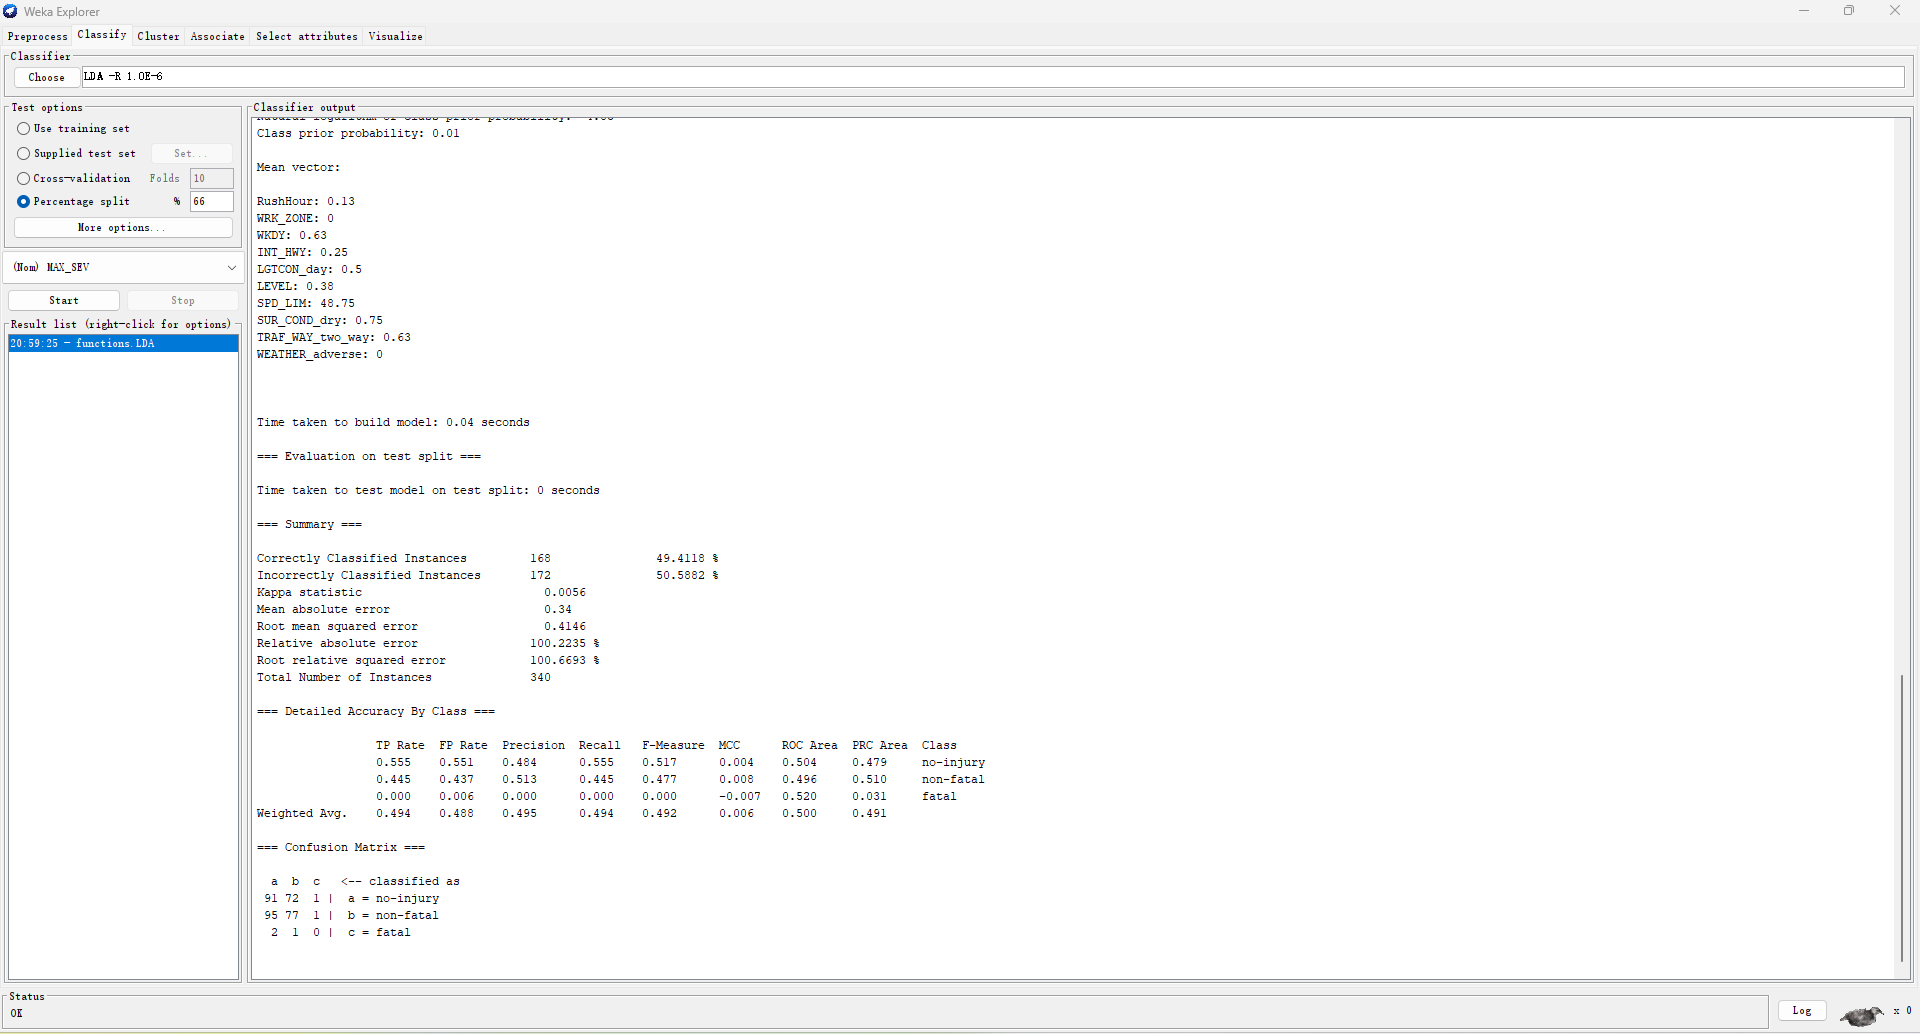 Weka Explorer
Preprocess Classify Cluster Associate Select attributes Visualize
Classifier
Choose LDA -R 1.0E-6
Test options
Use training set
Supplied test set Set...
Cross-validation Folds 10
Percentage split % 66
More options...
(Nom) MAX_SEV
Start Stop
Result list (right-click for options)
20:59:25 - functions.LDA
Classifier output
Natural logarithm of class prior probability:
Class prior probability: 0.01
Mean vector:
RushHour: 0.13
WRK_ZONE: 0
WKDY: 0.63
INT_HWY: 0.25
LGTCON_day: 0.5
LEVEL: 0.38
SPD_LIM: 48.75
SUR_COND_dry: 0.75
TRAF_WAY_two_way: 0.63
WEATHER_adverse: 0
Time taken to build model: 0.04 seconds
=== Evaluation on test split ===
Time taken to test model on test split: 0 seconds
=== Summary ===
Correctly Classified Instances 168 49.4118 %
Incorrectly Classified Instances 172 50.5882 %
Kappa statistic 0.0056
Mean absolute error 0.34
Root mean squared error 0.4146
Relative absolute error 100.2235 %
Root relative squared error 100.6693 %
Total Number of Instances 340
=== Detailed Accuracy By Class ===
TP Rate FP Rate Precision Recall F-Measure MCC ROC Area PRC Area Class
0.555 0.551 0.484 0.555 0.517 0.004 0.504 0.479 no-injury
0.445 0.437 0.513 0.445 0.477 0.008 0.496 0.510 non-fatal
0.000 0.006 0.000 0.000 0.000 -0.007 0.520 0.031 fatal
Weighted Avg. 0.494 0.488 0.495 0.494 0.492 0.006 0.500 0.491
=== Confusion Matrix ===
a b c <-- classified as
91 72 1 | a = no-injury
95 77 1 | b = non-fatal
2 1 0 | c = fatal
Status
OK
Log
x 0